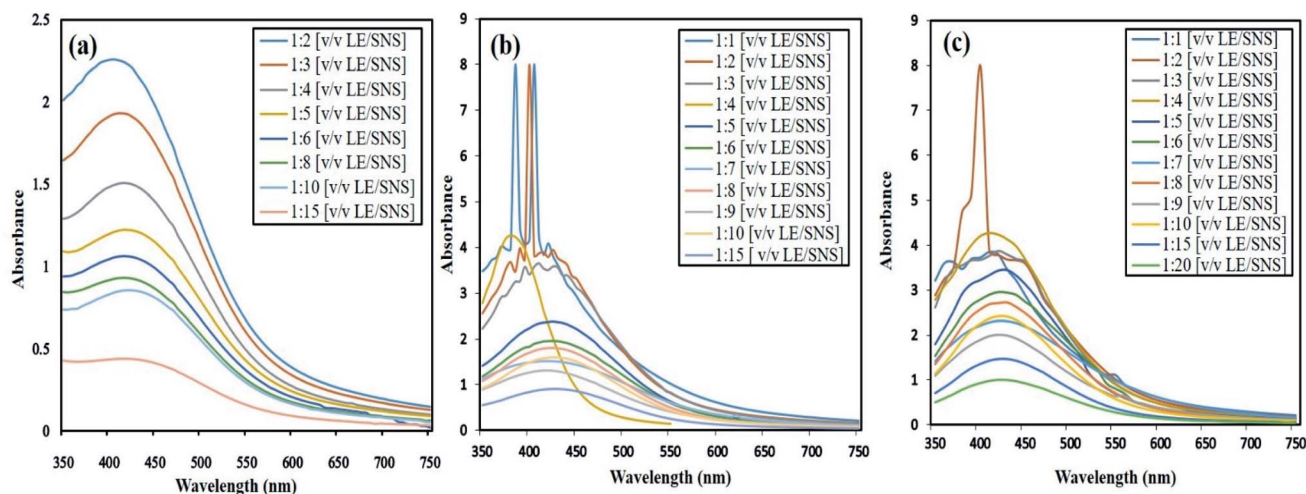 (a)
2.5
2
1.5
1
0.5
0
Absorbance
1:2 [v/v LE/SNS]
1:3 [v/v LE/SNS]
1:4 [v/v LE/SNS]
1:5 [v/v LE/SNS]
1:6 [v/v LE/SNS]
1:8 [v/v LE/SNS]
1:10 [v/v LE/SNS]
1:15 [v/v LE/SNS]
350 400 450 500 550 600 650 700 750
Wavelength (nm)
(b)
9
8
7
6
5
4
3
2
1
0
Absorbance
1:1 [v/v LE/SNS]
1:2 [v/v LE/SNS]
1:3 [v/v LE/SNS]
1:4 [v/v LE/SNS]
1:5 [v/v LE/SNS]
1:6 [v/v LE/SNS]
1:7 [v/v LE/SNS]
1:8 [v/v LE/SNS]
1:9 [v/v LE/SNS]
1:10 [v/v LE/SNS]
1:15 [ v/v LE/SNS]
350 400 450 500 550 600 650 700 750
Wavelength (nm)
(c)
9
8
7
6
5
4
3
2
1
0
Absorbance
1:1 [v/v LE/SNS]
1:2 [v/v LE/SNS]
1:3 [v/v LE/SNS]
1:4 [v/v LE/SNS]
1:5 [v/v LE/SNS]
1:6 [v/v LE/SNS]
1:7 [v/v LE/SNS]
1:8 [v/v LE/SNS]
1:9 [v/v LE/SNS]
1:10 [v/v LE/SNS]
1:15 [v/v LE/SNS]
1:20 [v/v LE/SNS]
350 400 450 500 550 600 650 700 750
Wavelength (nm)